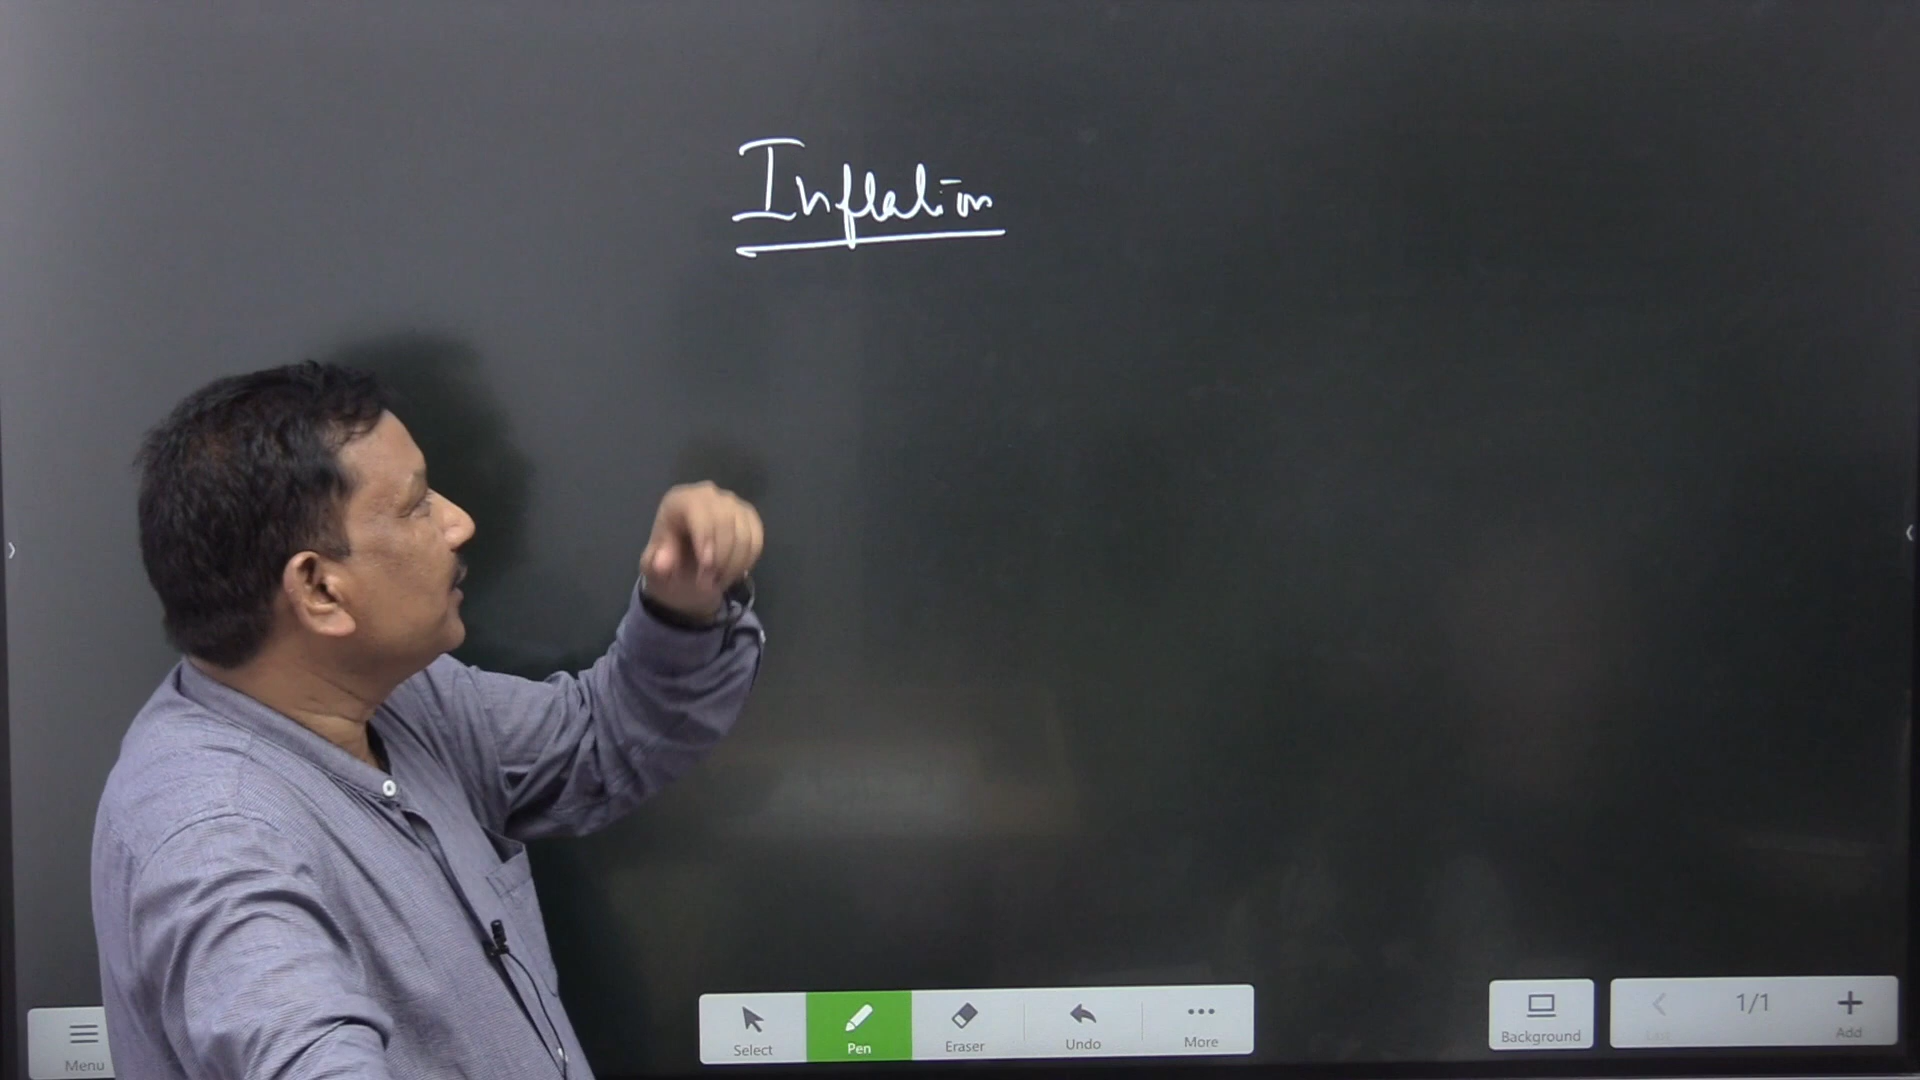 Inflation
Menu
Select
Pen
Eraser
Undo
More
Background
1/1
Add